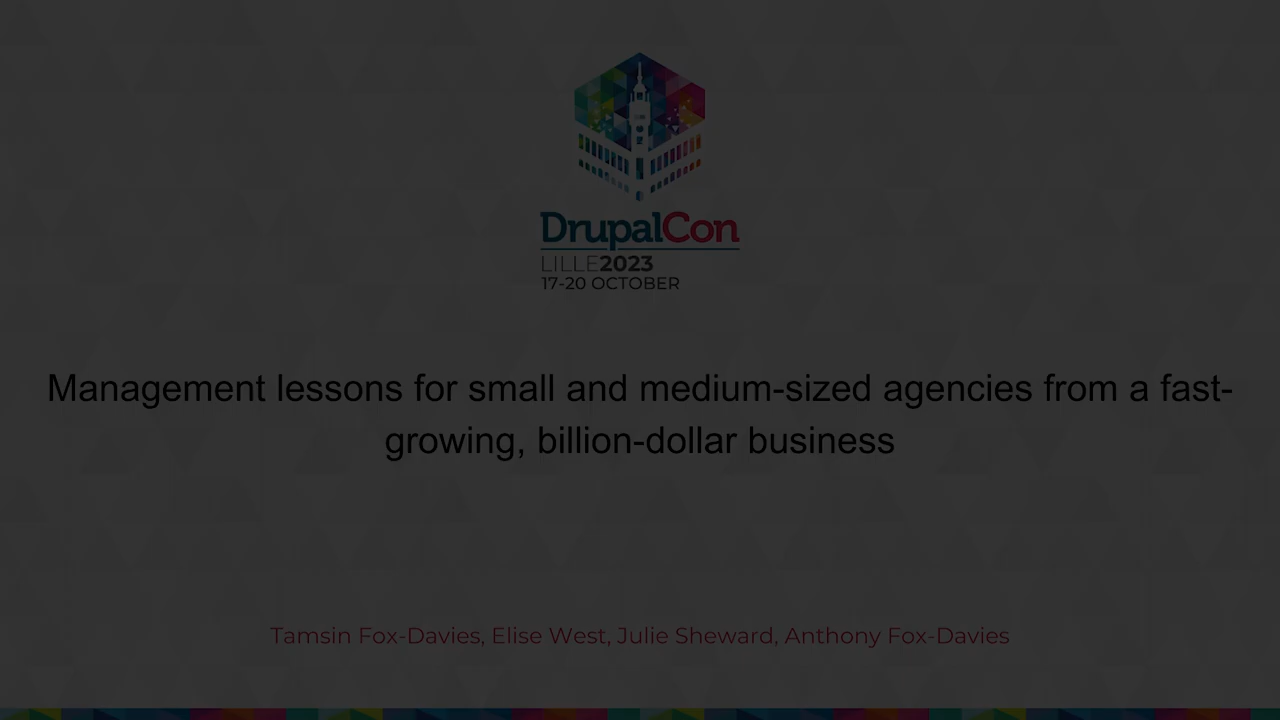 DrupalCon
LILLE2023
17-20 OCTOBER
Management lessons for small and medium-sized agencies from a fast-
growing, billion-dollar business
Tamsin Fox-Davies, Elise West, Julie Sheward, Anthony Fox-Davies